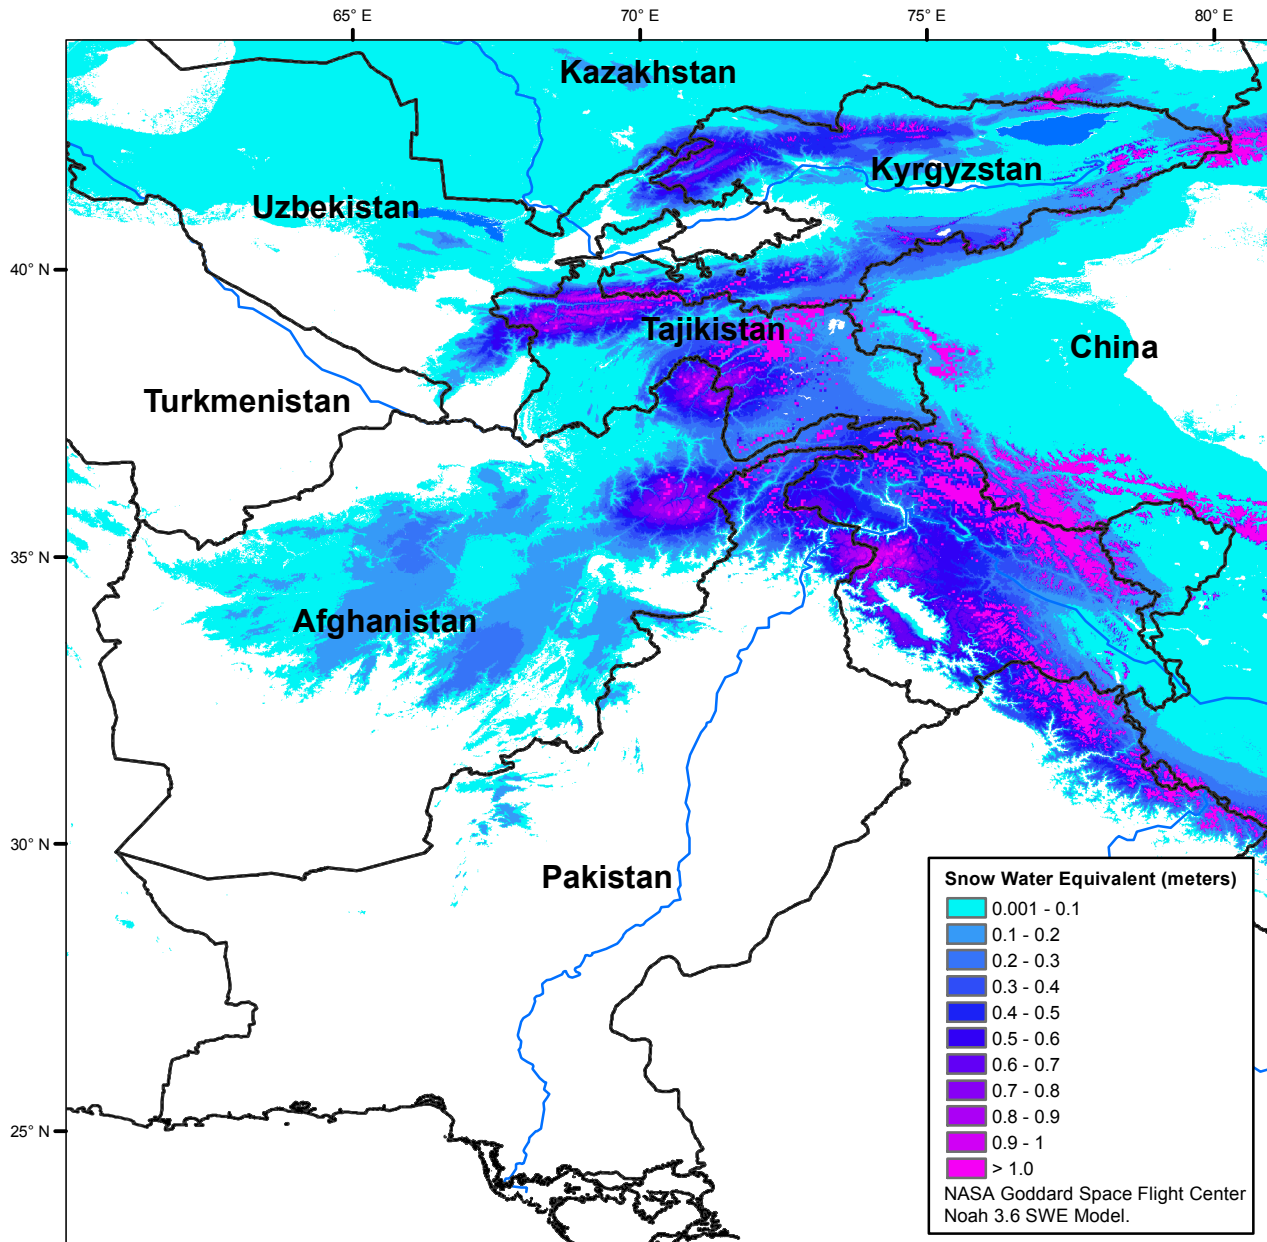 65° E
70° E
75° E
80° E
Kazakhstan
Kyrgyzstan
Uzbekistan
40° N
Tajikistan
China
Turkmenistan
35° N
Afghanistan
30° N
Pakistan
25° N
Snow Water Equivalent (meters)
0.001 - 0.1
0.1 - 0.2
0.2 - 0.3
0.3 - 0.4
0.4 - 0.5
0.5 - 0.6
0.6 - 0.7
0.7 - 0.8
0.8 - 0.9
0.9 - 1
> 1.0
NASA Goddard Space Flight Center
Noah 3.6 SWE Model.